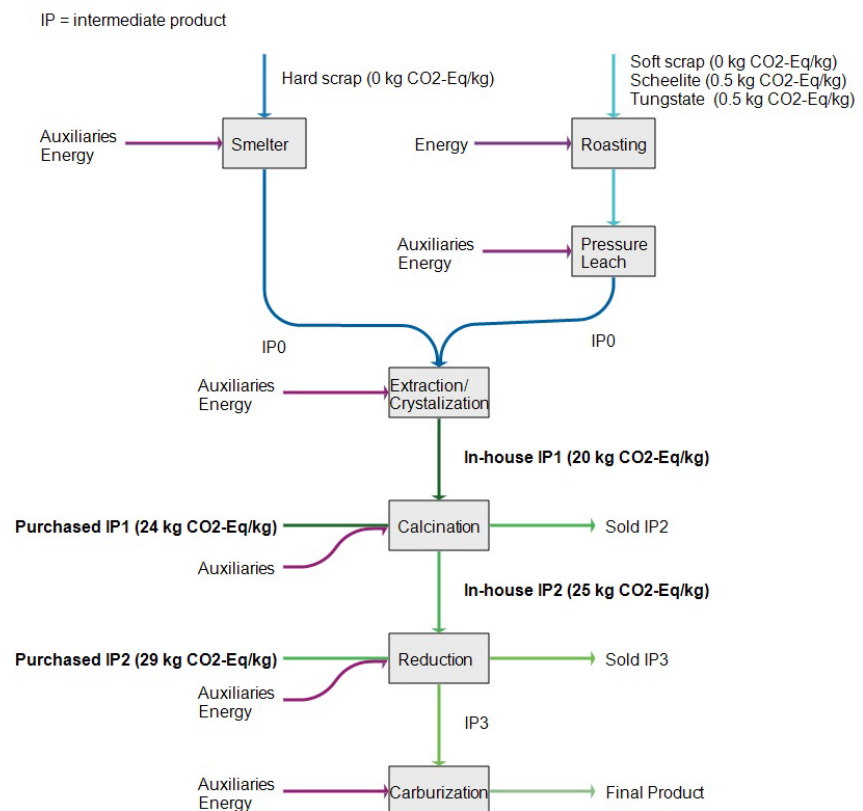 IP = intermediate product
Hard scrap (0 kg CO2-Eq/kg)
Soft scrap (0 kg CO2-Eq/kg)
Scheelite (0.5 kg CO2-Eq/kg)
Tungstate (0.5 kg CO2-Eq/kg)
Auxiliaries
Energy
Smelter
Energy
Roasting
Auxiliaries
Energy
Pressure
Leach
IP0
IP0
Auxiliaries
Energy
Extraction/
Crystalization
In-house IP1 (20 kg CO2-Eq/kg)
Purchased IP1 (24 kg CO2-Eq/kg)
Calcination
Sold IP2
Auxiliaries
In-house IP2 (25 kg CO2-Eq/kg)
Purchased IP2 (29 kg CO2-Eq/kg)
Reduction
Sold IP3
Auxiliaries
Energy
IP3
Auxiliaries
Energy
Carburization
Final Product